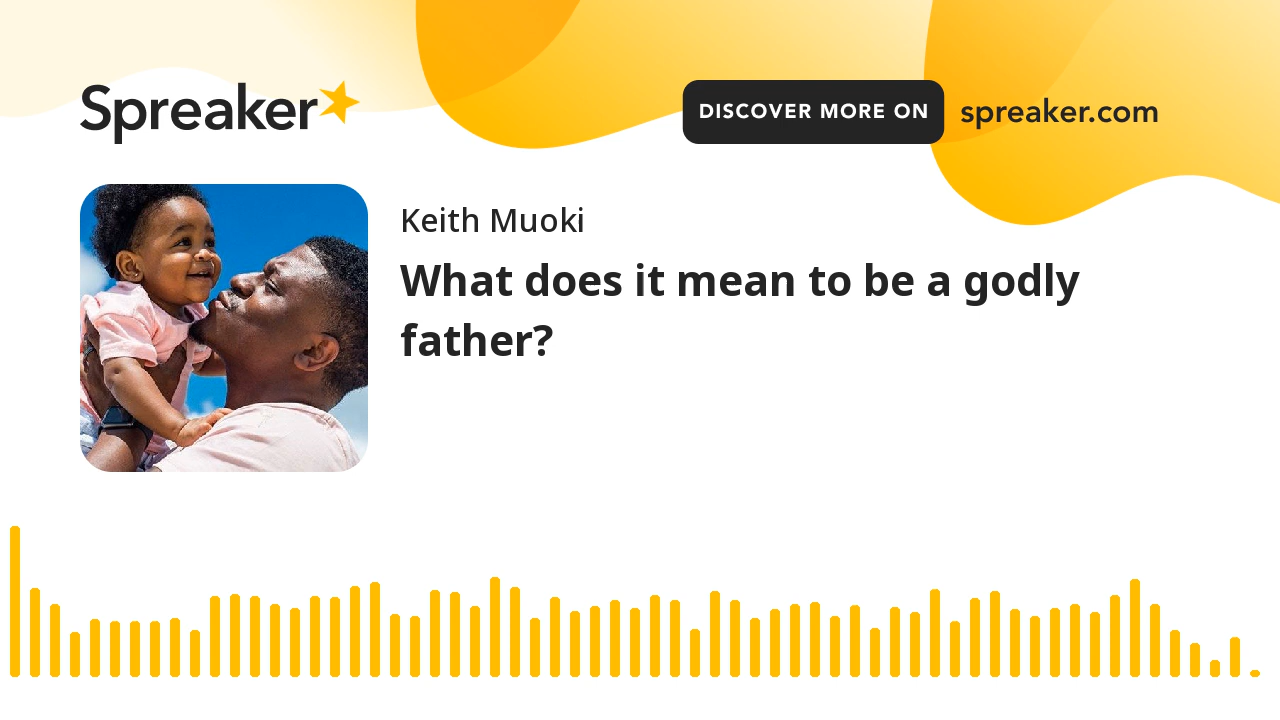 Spreaker
DISCOVER MORE ON spreaker.com
Keith Muoki
What does it mean to be a godly
father?